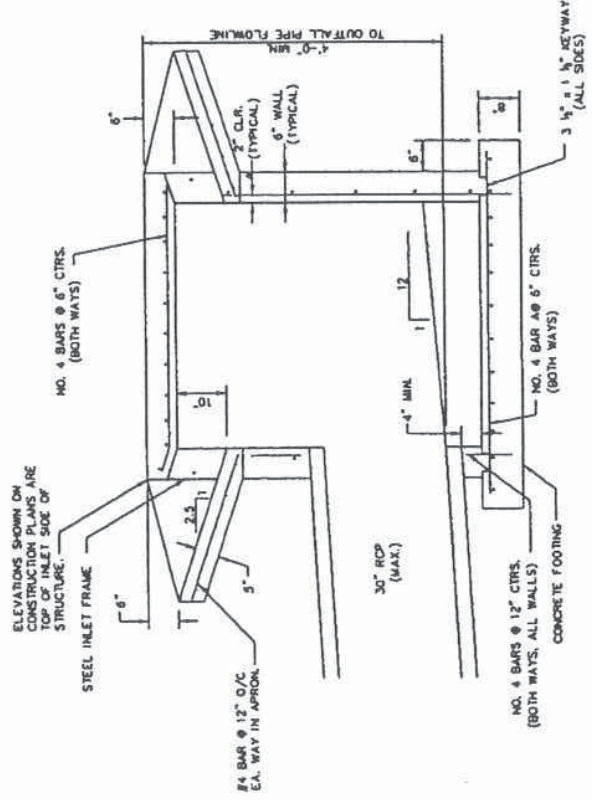 ELEVATIONS SHOWN ON
CONSTRUCTION PLANS ARE
TOP OF INLET SIDE OF
STRUCTURE.
STEEL INLET FRAME
NO. 4 BARS @ 6" CTRS.
(BOTH WAYS)
6"
6"
2.5
1
5"
10"
#4 BAR @ 12" O/C
EA. WAY IN APRON.
2" CLR.
(TYPICAL)
6" WALL
(TYPICAL)
4'-0" MIN.
TO OUTFALL PIPE FLOWLINE
30" RCP
(MAX.)
12
1
4" MIN.
6"
8"
NO. 4 BARS @ 12" CTRS.
(BOTH WAYS, ALL WALLS)
CONCRETE FOOTING
NO. 4 BAR A@ 6" CTRS.
(BOTH WAYS)
3 ½" x 1 ½" KEYWAY
(ALL SIDES)